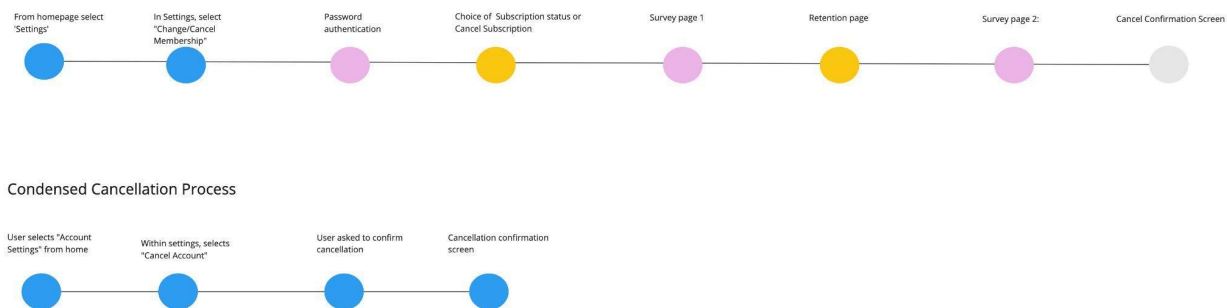 From homepage select
'Settings'
In Settings, select
"Change/Cancel
Membership"
Password
authentication
Choice of Subscription status or
Cancel Subscription
Survey page 1
Retention page
Survey page 2:
Cancel Confirmation Screen
Condensed Cancellation Process
User selects "Account
Settings" from home
Within settings, selects
"Cancel Account"
User asked to confirm
cancellation
Cancellation confirmation
screen